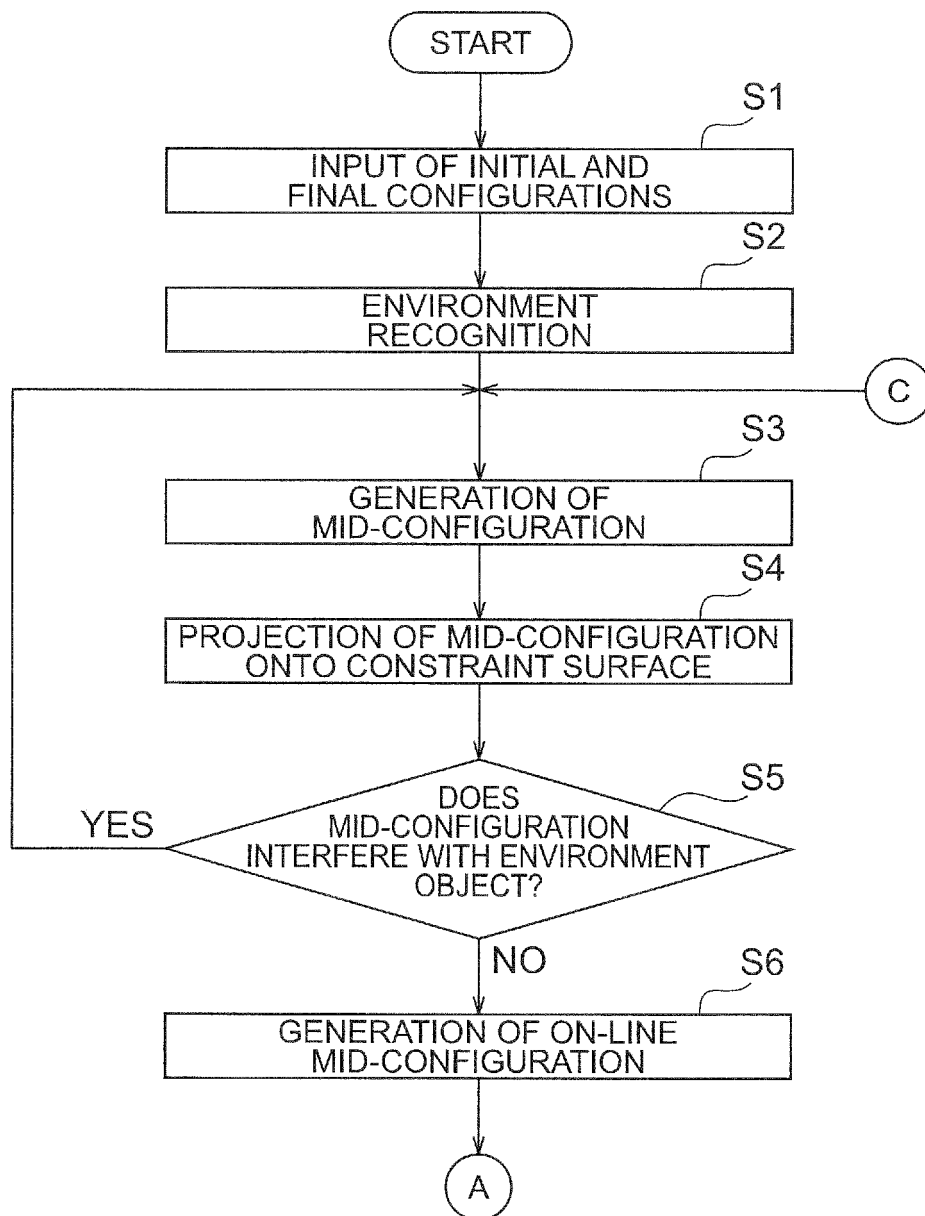 START
S1
INPUT OF INITIAL AND
FINAL CONFIGURATIONS
S2
ENVIRONMENT
RECOGNITION
C
S3
GENERATION OF
MID-CONFIGURATION
S4
PROJECTION OF MID-CONFIGURATION
ONTO CONSTRAINT SURFACE
S5
DOES
MID-CONFIGURATION
INTERFERE WITH ENVIRONMENT
OBJECT?
YES
NO
S6
GENERATION OF ON-LINE
MID-CONFIGURATION
A